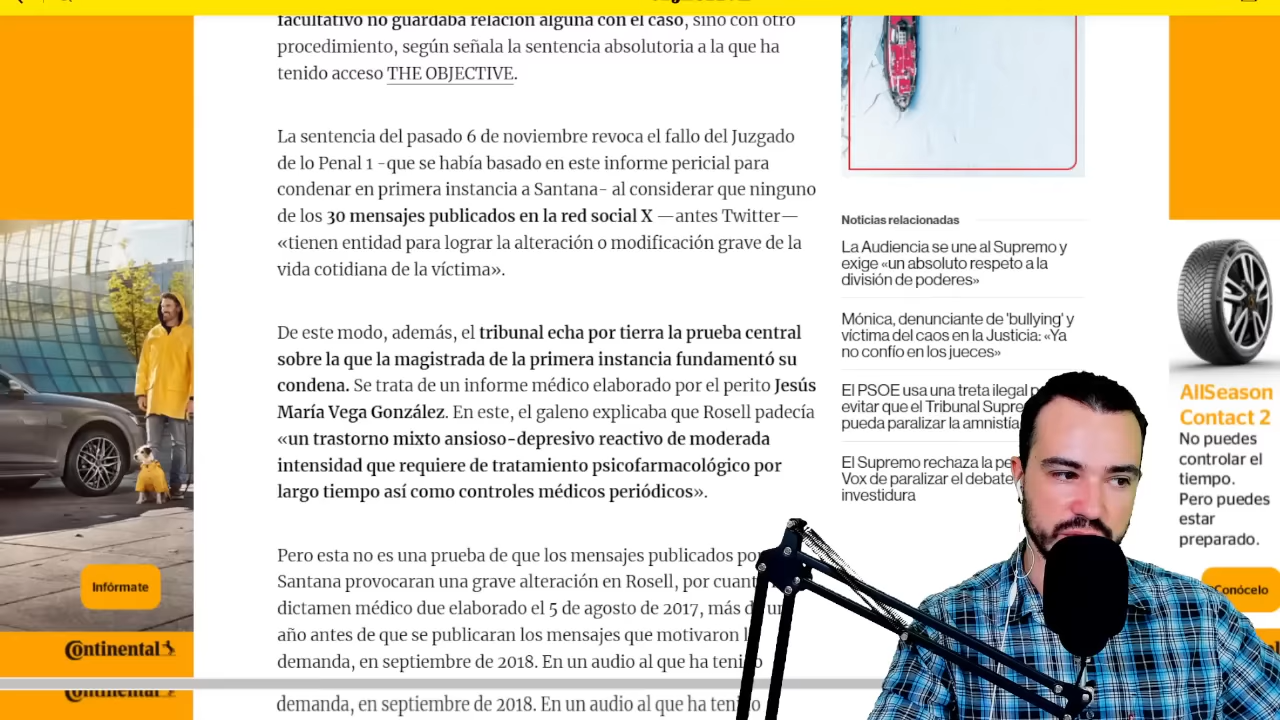 facultativo no guardaba relación alguna con el caso, sino con otro
procedimiento, según señala la sentencia absolutoria a la que ha
tenido acceso THE OBJECTIVE.
La sentencia del pasado 6 de noviembre revoca el fallo del Juzgado
de lo Penal 1 -que se había basado en este informe pericial para
condenar en primera instancia a Santana- al considerar que ninguno
de los 30 mensajes publicados en la red social X —antes Twitter—
«tienen entidad para lograr la alteración o modificación grave de la
vida cotidiana de la víctima».
De este modo, además, el tribunal echa por tierra la prueba central
sobre la que la magistrada de la primera instancia fundamentó su
condena. Se trata de un informe médico elaborado por el perito Jesús
María Vega González. En este, el galeno explicaba que Rosell padecía
«un trastorno mixto ansioso-depresivo reactivo de moderada
intensidad que requiere de tratamiento psicofarmacológico por
largo tiempo así como controles médicos periódicos».
Pero esta no es una prueba de que los mensajes publicados
Santana provocaran una grave alteración en Rosell, por
dictamen médico due elaborado el 5 de agosto de 2017, más
año antes de que se publicaran los mensajes que motivaron
demanda, en septiembre de 2018. En un audio al que ha
demanda, en septiembre de 2018. En un audio al que ha
Noticias relacionadas
La Audiencia se une al Supremo y
exige «un absoluto respeto a la
división de poderes»
Mónica, denunciante de 'bullying' y
víctima del caos en la Justicia: «Ya
no confío en los jueces»
El PSOE usa una treta ilegal
evitar que el Tribunal
pueda paralizar la amnistía
El Supremo rechaza la
Vox de paralizar el debate
investidura
Infórmate
Continental
Continental
AllSeason
Contact 2
No puedes
controlar el
tiempo.
Pero puedes
estar
preparado.
Conócelo